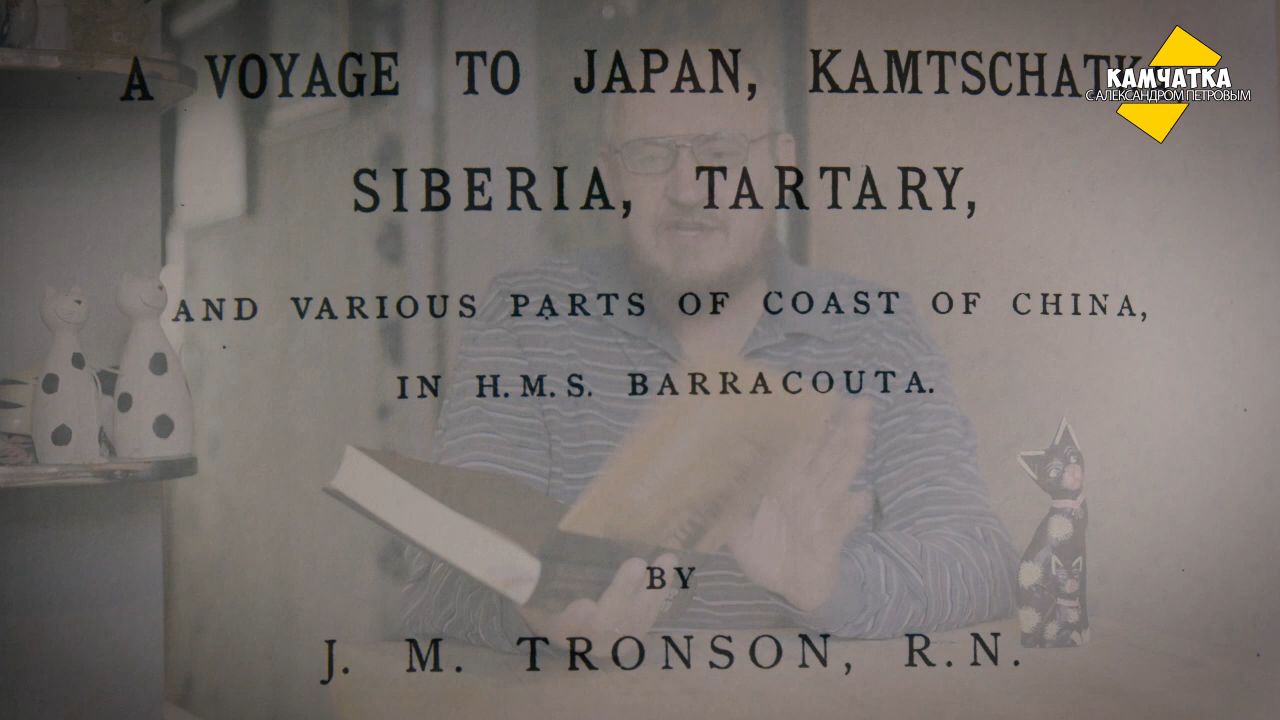 A VOYAGE TO JAPAN, KAMTSCHATK
SIBERIA, TARTARY,
AND VARIOUS PARTS OF COAST OF CHINA,
IN H.M.S. BARRACOUTA.
BY
J. M. TRONSON, R.N.
КАМЧАТКА
С АЛЕКСАНДРОМ ПЕТРОВЫМ